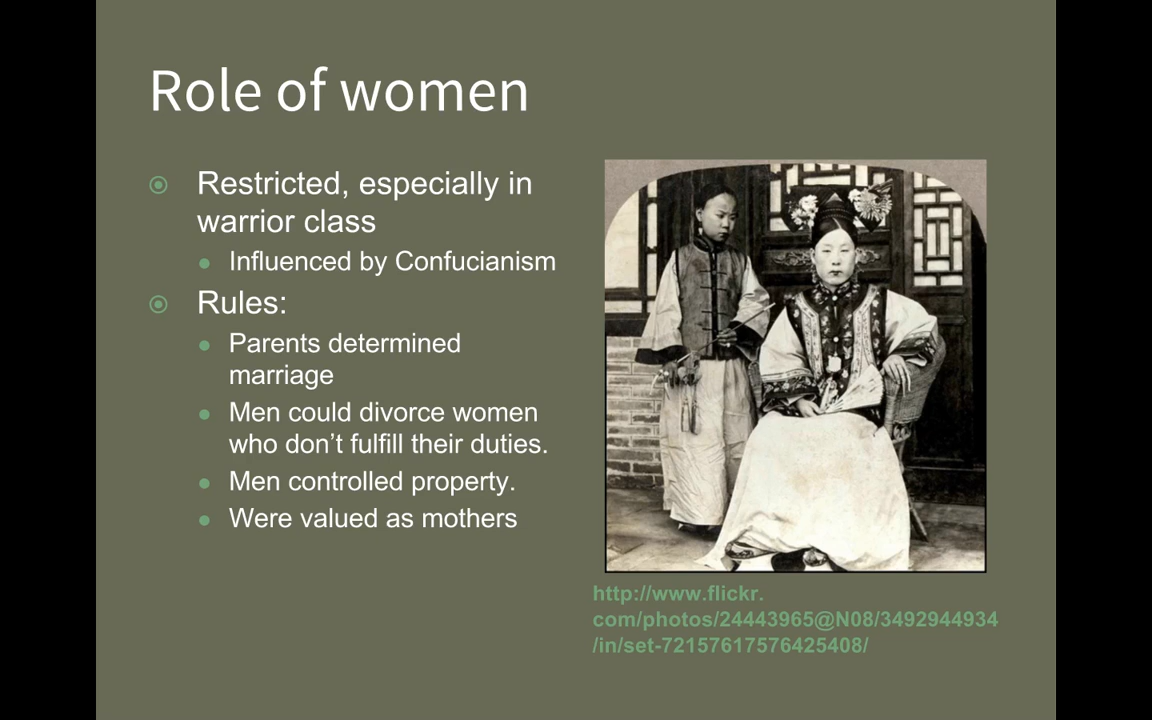 Role of women
Restricted, especially in
warrior class
Influenced by Confucianism
Rules:
Parents determined
marriage
Men could divorce women
who don’t fulfill their duties.
Men controlled property.
Were valued as mothers
http://www.flickr.
com/photos/24443965@N08/3492944934
/in/set-72157617576425408/